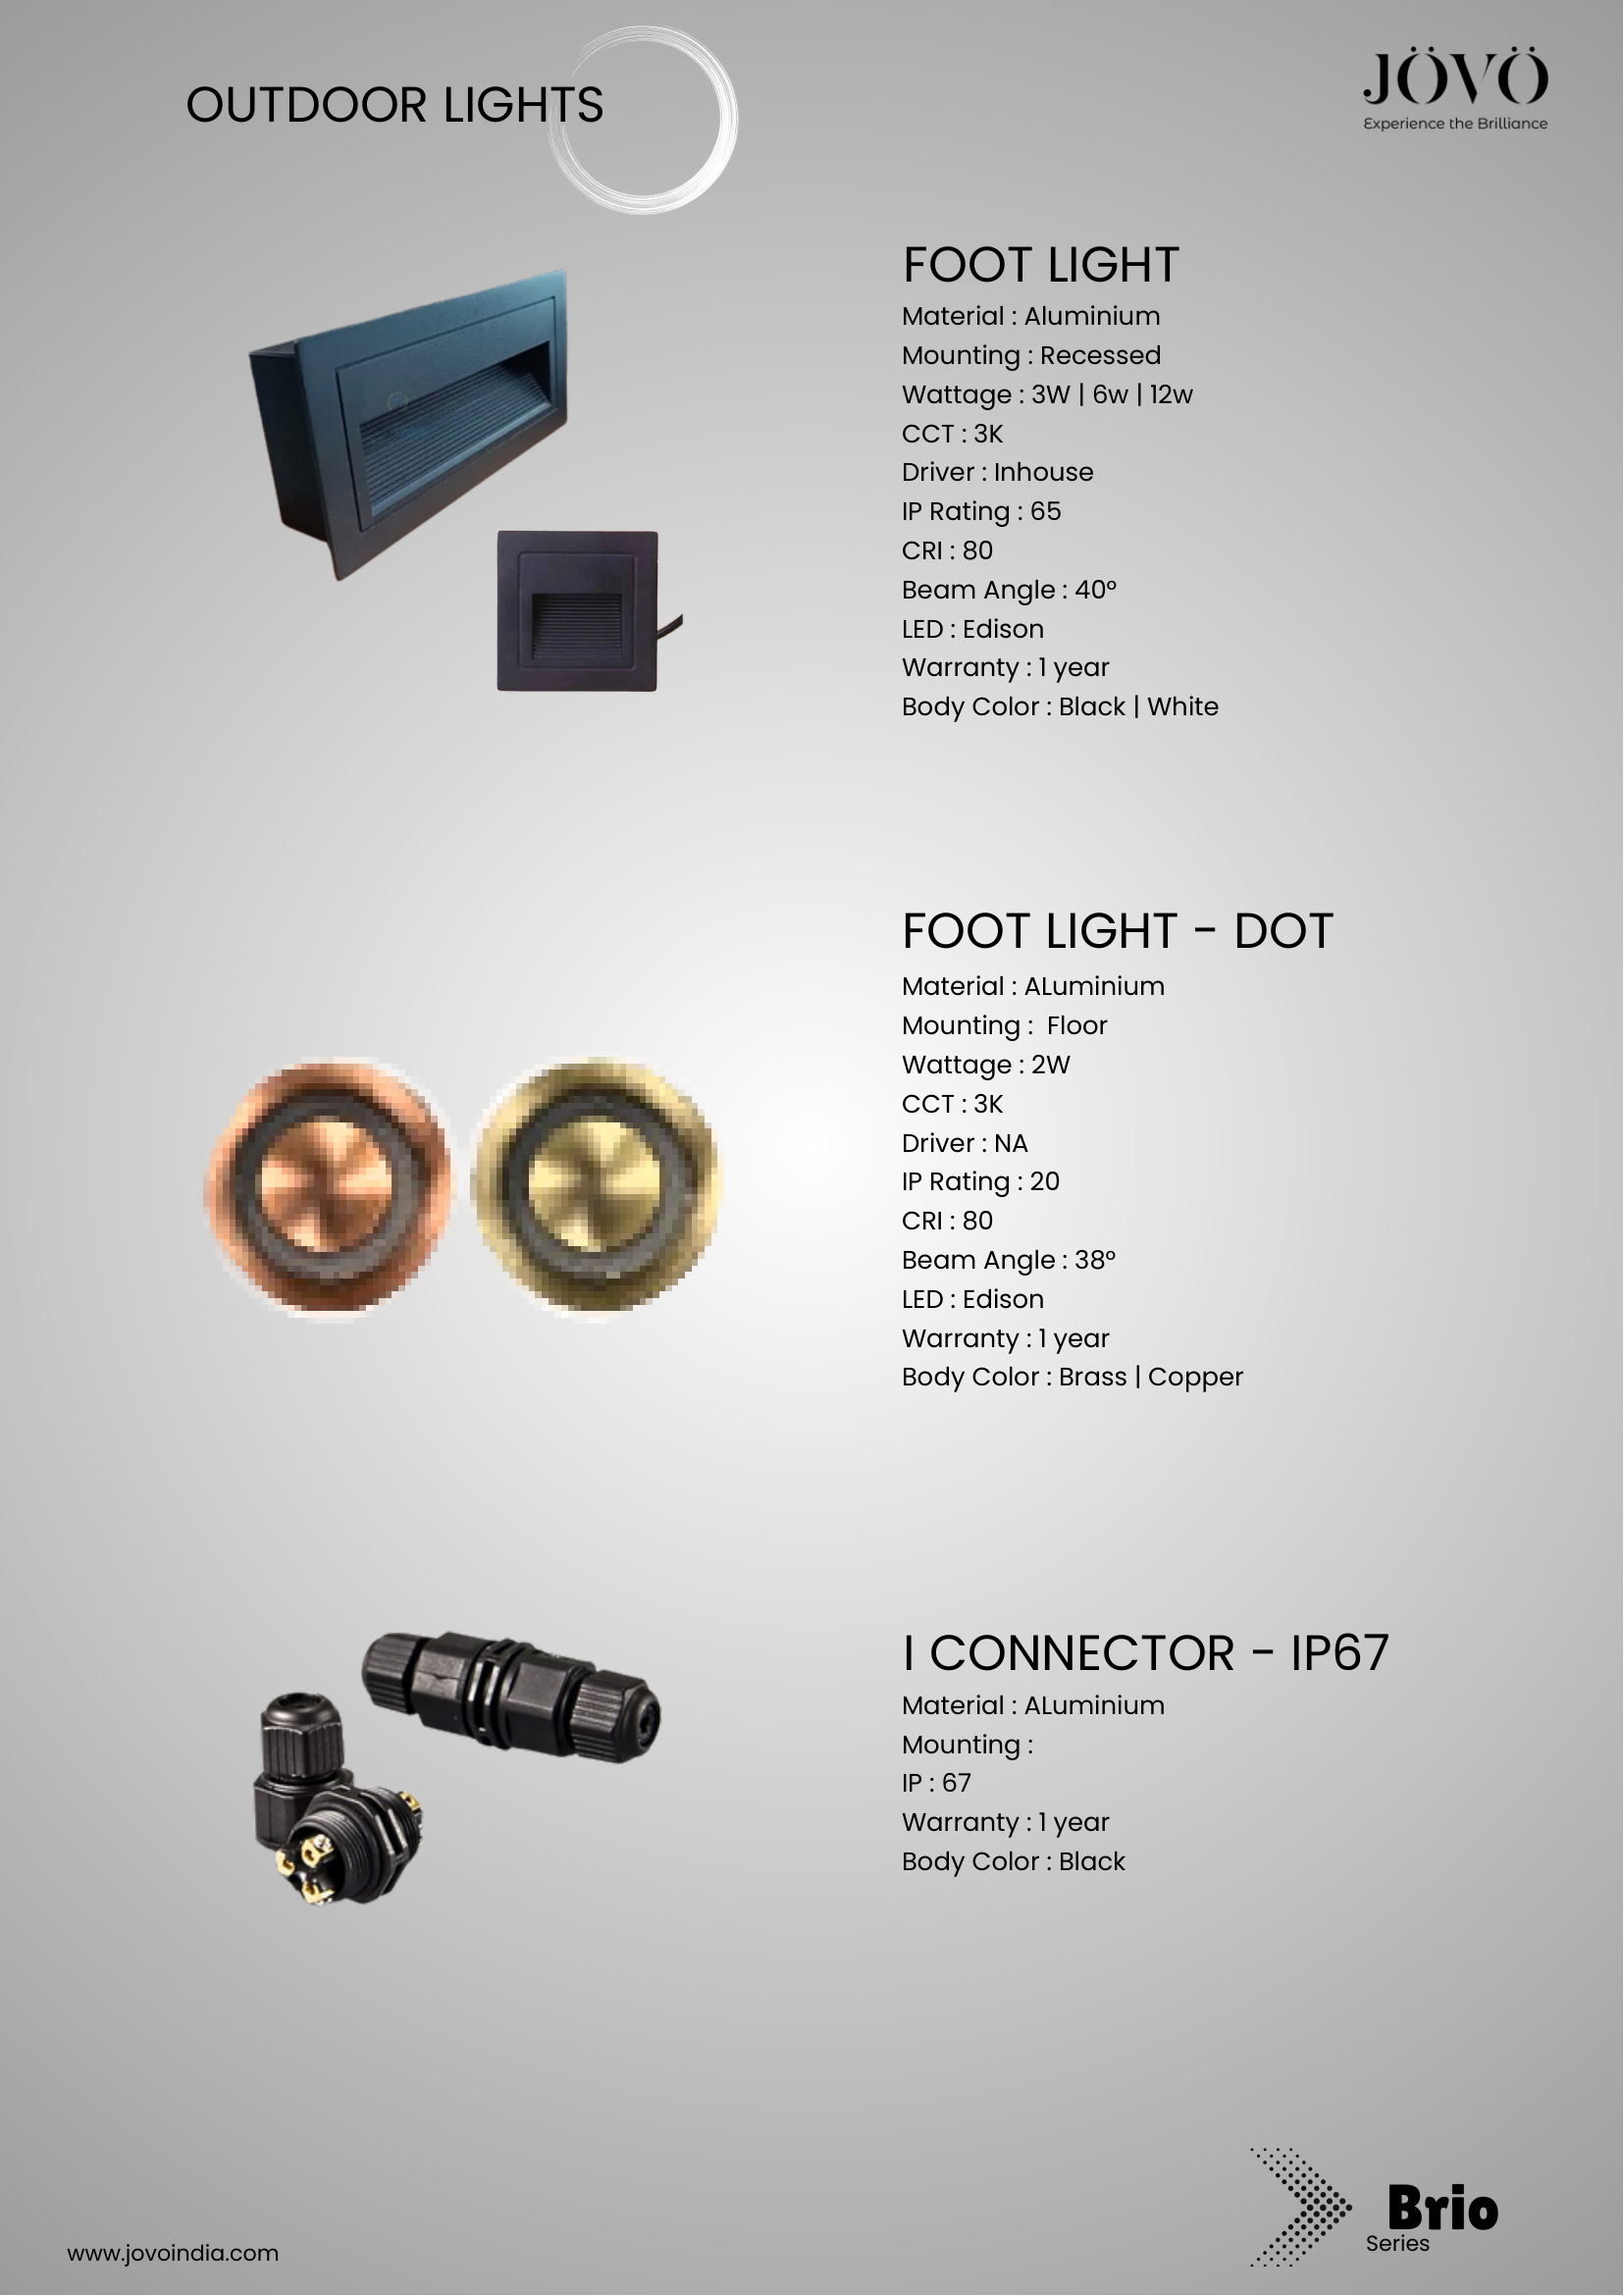 OUTDOOR LIGHTS
JÖVÖ
Experience the Brilliance
FOOT LIGHT
Material : Aluminium
Mounting : Recessed
Wattage : 3W | 6w | 12w
CCT : 3K
Driver : Inhouse
IP Rating : 65
CRI : 80
Beam Angle : 40°
LED : Edison
Warranty : 1 year
Body Color : Black | White
FOOT LIGHT - DOT
Material : ALuminium
Mounting :  Floor
Wattage : 2W
CCT : 3K
Driver : NA
IP Rating : 20
CRI : 80
Beam Angle : 38°
LED : Edison
Warranty : 1 year
Body Color : Brass | Copper
I CONNECTOR - IP67
Material : ALuminium
Mounting :
IP : 67
Warranty : 1 year
Body Color : Black
Brio
Series
www.jovoindia.com